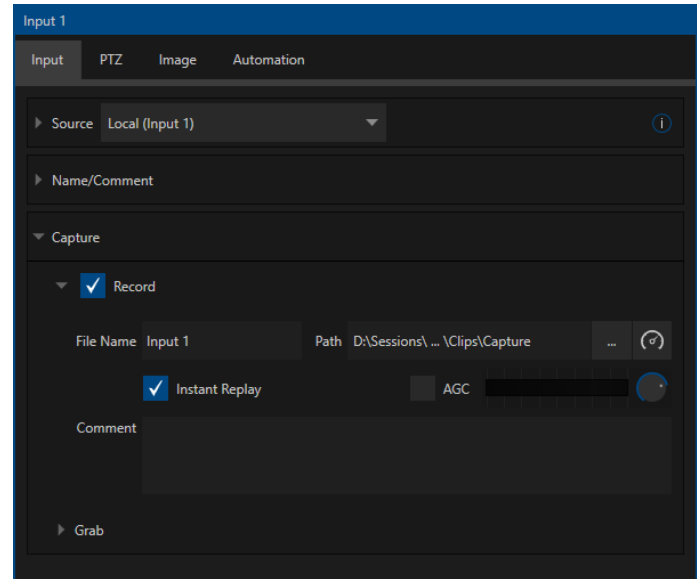 Input 1
Input PTZ Image Automation
Source Local (Input 1) i
Name/Comment
Capture
Record
File Name Input 1 Path D:\Sessions\ ... \Clips\Capture ...
Instant Replay AGC
Comment
Grab